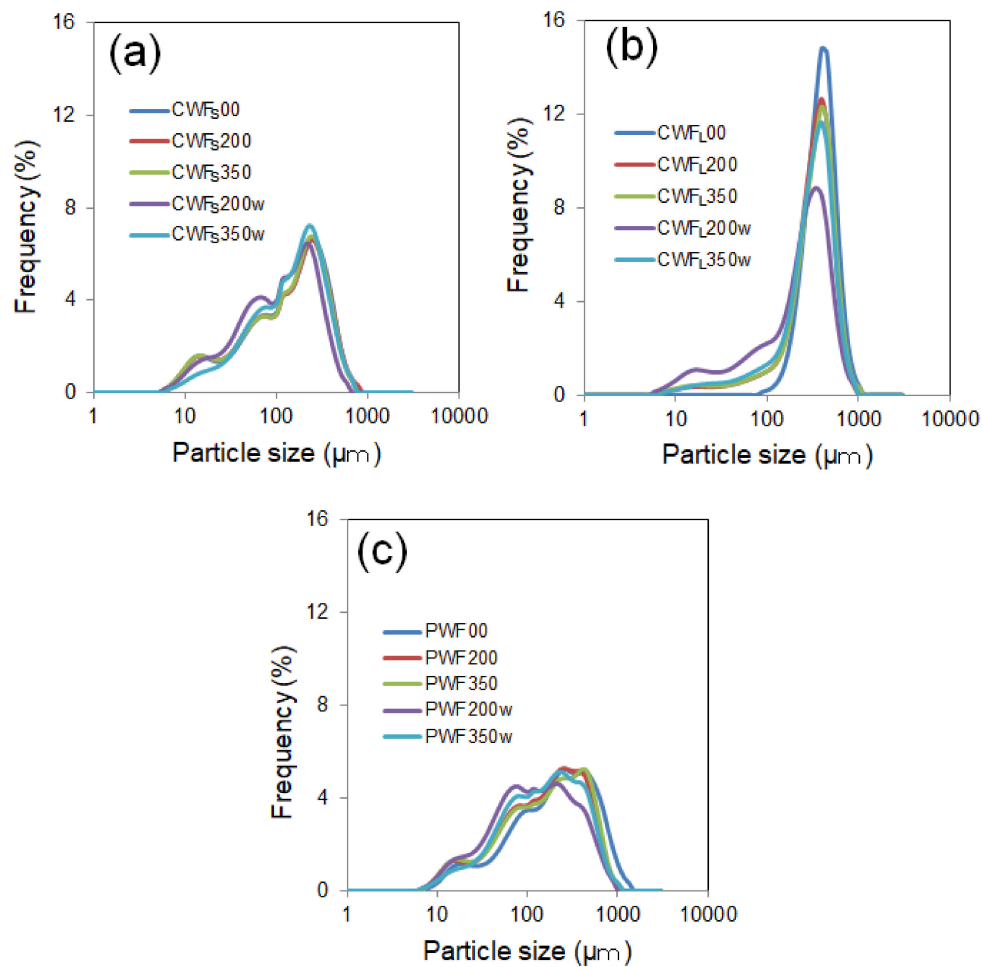 (a)
16
12
8
4
0
Frequency (%)
CWFS00
CWFS200
CWFS350
CWFS200w
CWFS350w
1 10 100 1000 10000
Particle size (µm)
(b)
16
12
8
4
0
Frequency (%)
CWFL00
CWFL200
CWFL350
CWFL200w
CWFL350w
1 10 100 1000 10000
Particle size (µm)
(c)
16
12
8
4
0
Frequency (%)
PWF00
PWF200
PWF350
PWF200w
PWF350w
1 10 100 1000 10000
Particle size (µm)